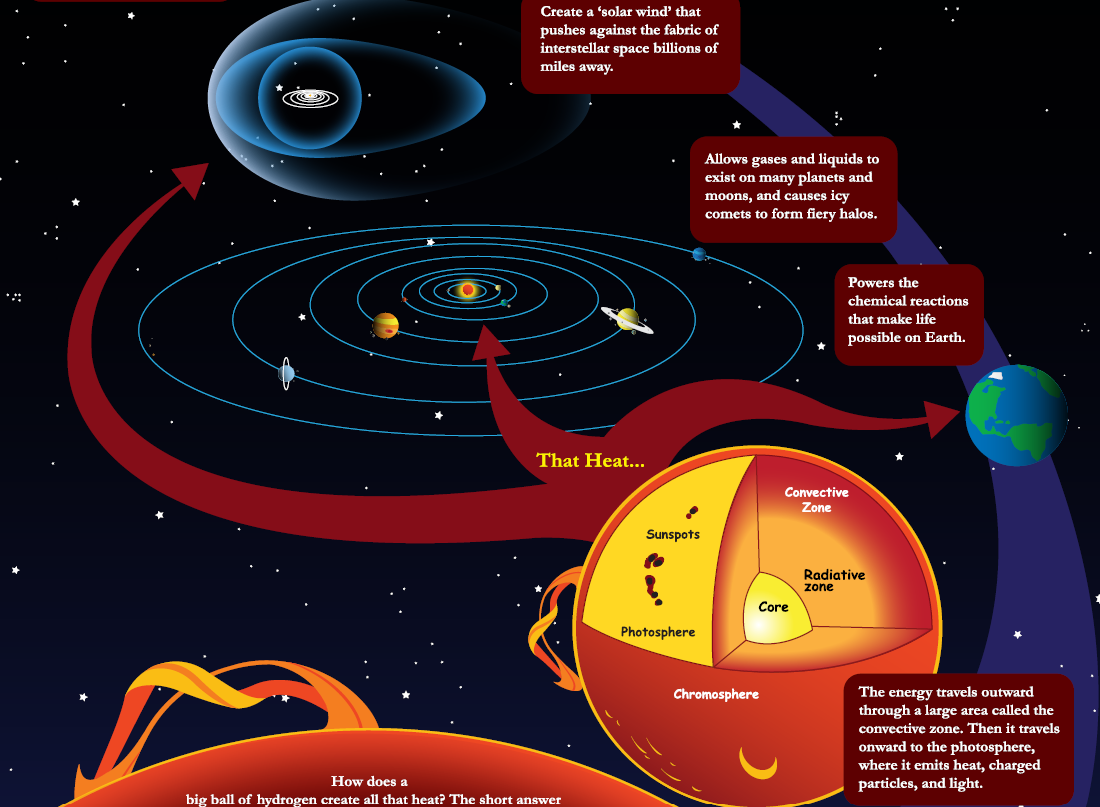 Create a ‘solar wind’ that
pushes against the fabric of
interstellar space billions of
miles away.
Allows gases and liquids to
exist on many planets and
moons, and causes icy
comets to form fiery halos.
Powers the
chemical reactions
that make life
possible on Earth.
That Heat...
Convective
Zone
Sunspots
Radiative
zone
Core
Photosphere
Chromosphere
The energy travels outward
through a large area called the
convective zone. Then it travels
onward to the photosphere,
where it emits heat, charged
particles, and light.
How does a
big ball of hydrogen create all that heat? The short answer